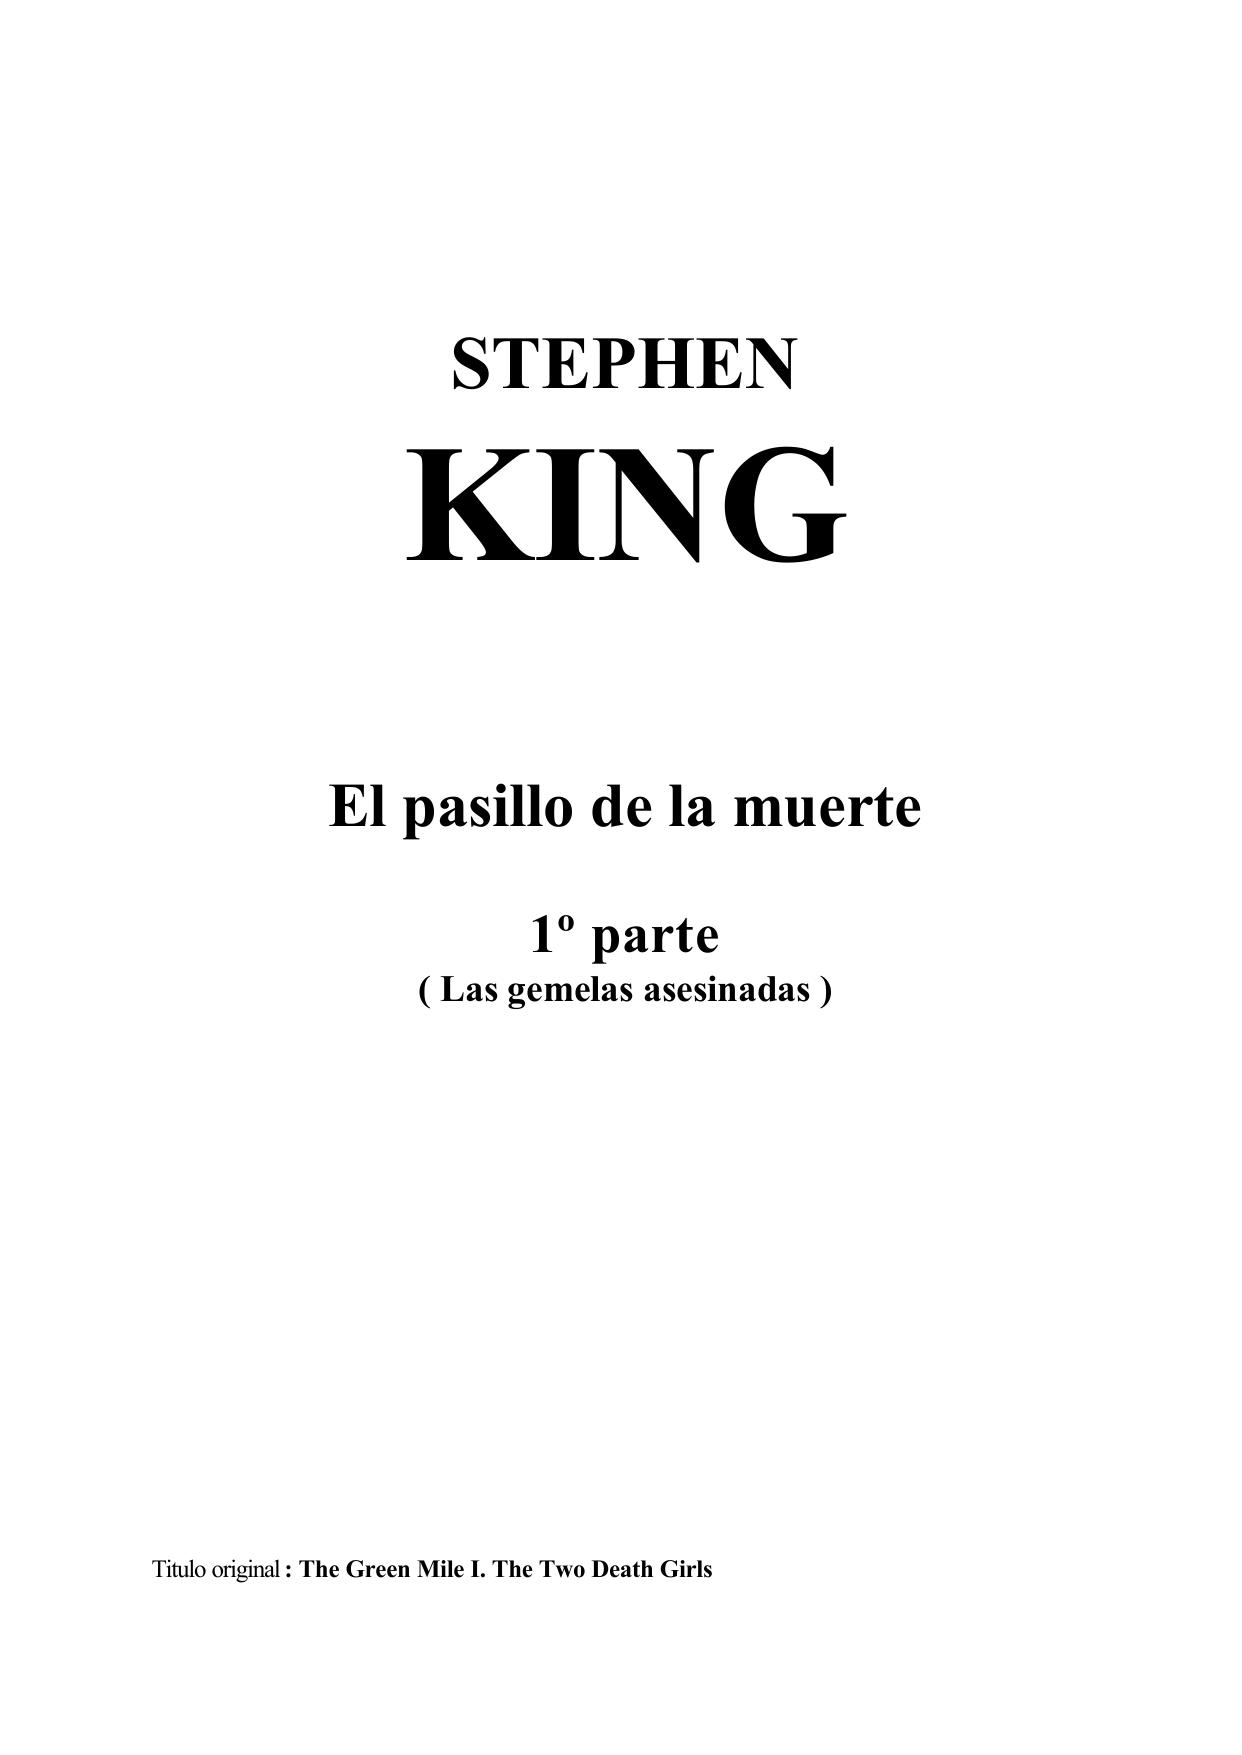 STEPHEN
KING
El pasillo de la muerte
1º parte
( Las gemelas asesinadas )
Titulo original : The Green Mile I. The Two Death Girls